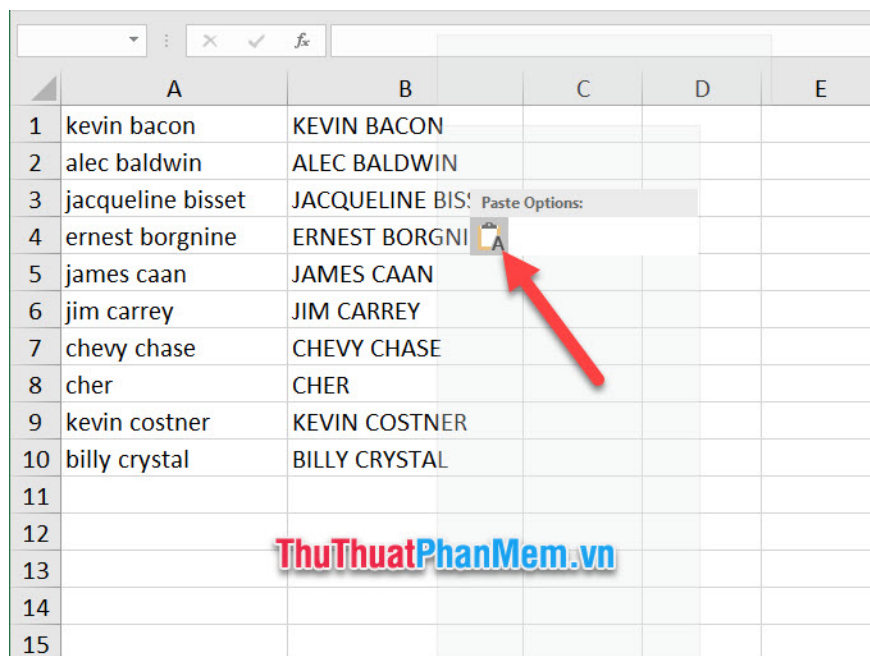 fx
A B C D E
1 kevin bacon KEVIN BACON
2 alec baldwin ALEC BALDWIN
3 jacqueline bisset JACQUELINE BISS Paste Options:
4 ernest borgnine ERNEST BORGNI A
5 james caan JAMES CAAN
6 jim carrey JIM CARREY
7 chevy chase CHEVY CHASE
8 cher CHER
9 kevin costner KEVIN COSTNER
10 billy crystal BILLY CRYSTAL
11
12
ThuThuatPhanMem.vn
13
14
15